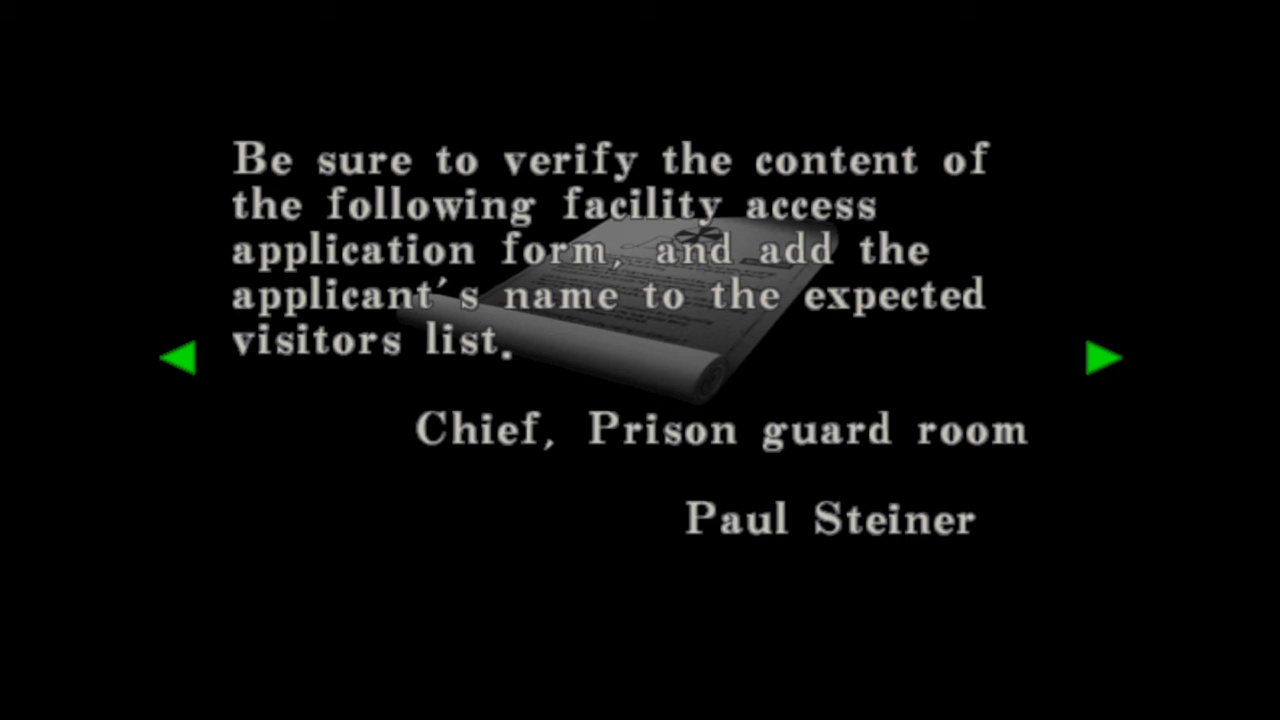 Be sure to verify the content of
the following facility access
application form, and add the
applicant's name to the expected
visitors list.
Chief, Prison guard room
Paul Steiner